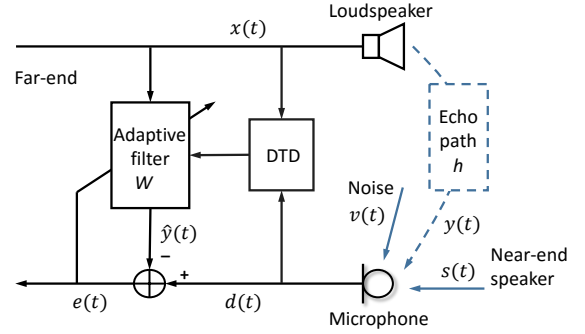 Loudspeaker
x(t)
Far-end
Adaptive
filter
W
DTD
Echo
path
h
Noise
v(t)
ŷ(t)
y(t)
−
+
Near-end
speaker
s(t)
e(t)
d(t)
Microphone